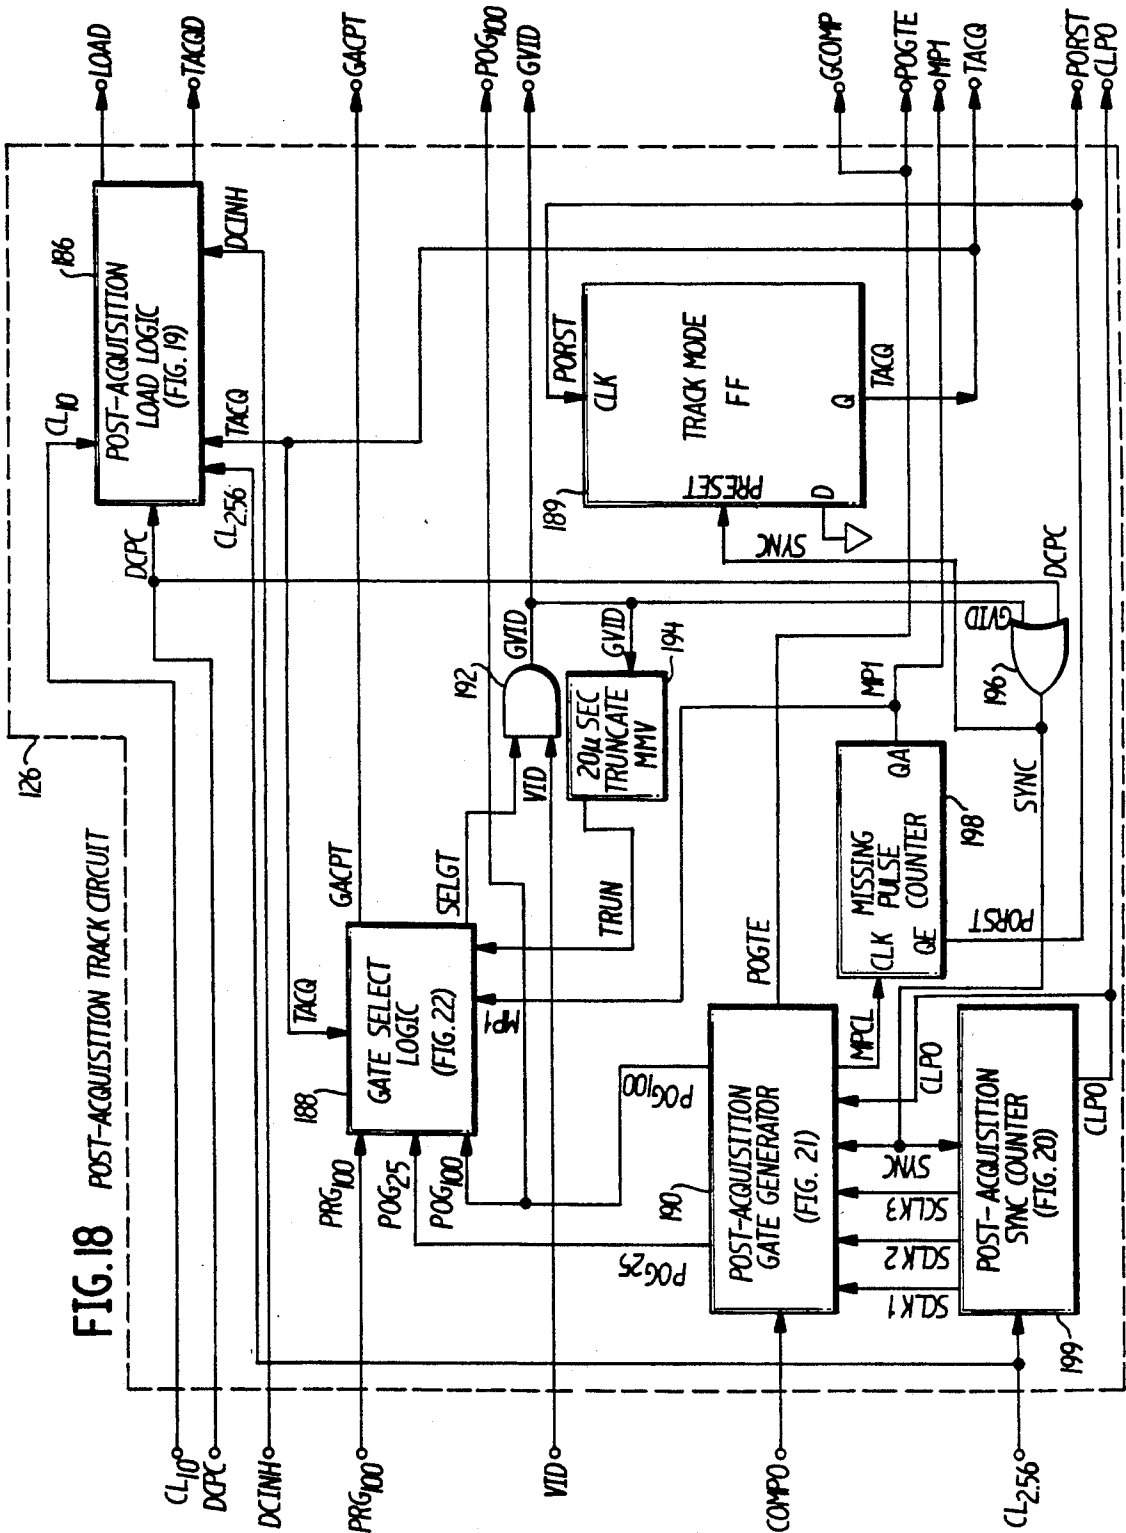 FIG.18 POST-ACQUISITION TRACK CIRCUIT
126
CL10
DCPC
DCINH
PRG100
VID
COMPO
CL2.56
LOAD
TACQD
GACPT
POG100
GVID
GCOMP
POGTE
MP1
TACQ
PORST
CLPO
186
POST-ACQUISITION
LOAD LOGIC
(FIG. 19)
CL10
DCPC
CL2.56
TACQ
DCINH
188
GATE SELECT
LOGIC
(FIG.22)
TACQ
PRG100
POG25
POG100
GACPT
SELGT
MP1
TRUN
192
VID
GVID
20µ SEC
TRUNCATE
MMV
194
GVID
189
TRACK MODE
FF
PORST
CLK
PRESET
SYNC
D
Q
TACQ
190
POST-ACQUISITION
GATE GENERATOR
(FIG. 21)
POG25
POG100
POGTE
MPCL
CLPO
SYNC
SCLK3
SCLK2
SCLK1
MISSING
PULSE
COUNTER
CLK
QE
QA
198
MP1
PORST
196
GVID
DCPC
SYNC
POST-ACQUISITION
SYNC COUNTER
(FIG.20)
199
CLPO